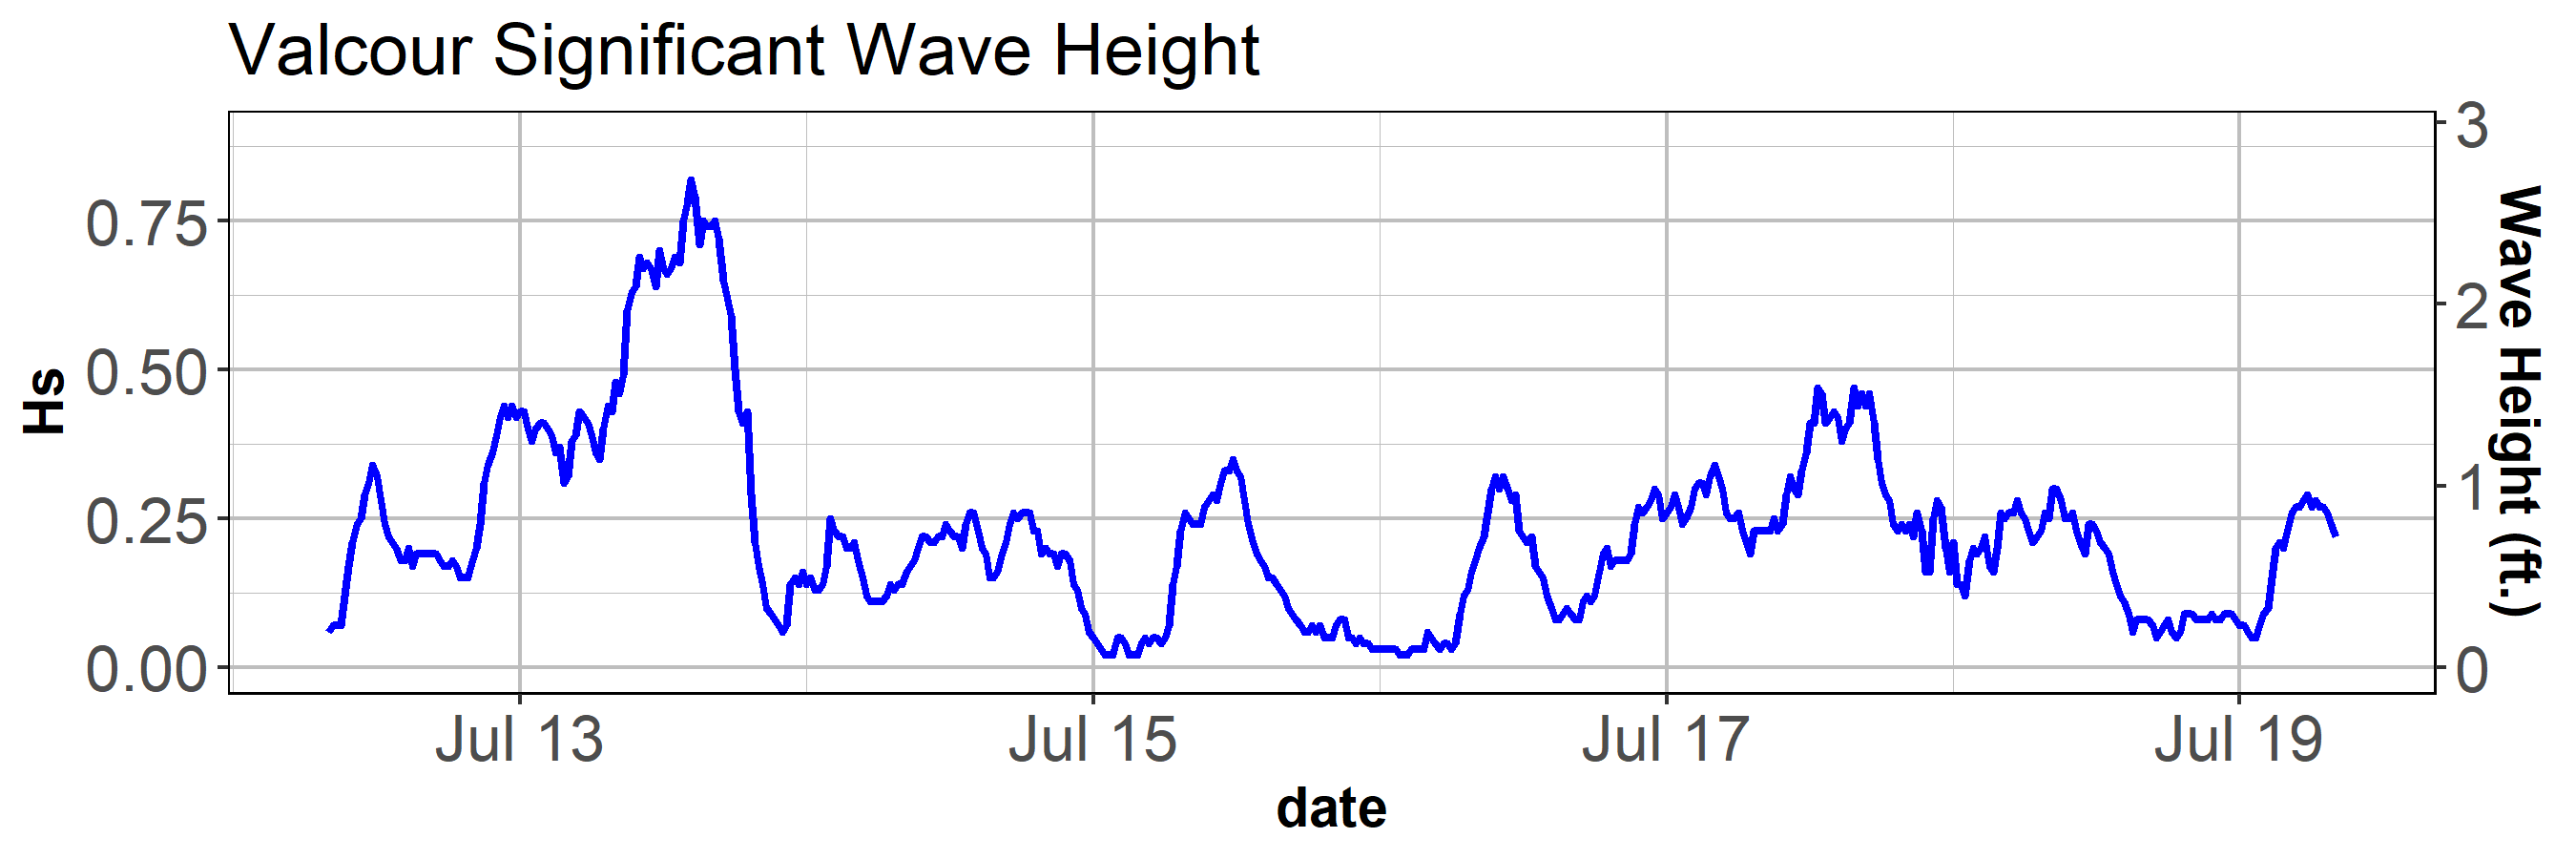 Valcour Significant Wave Height
Hs
0.75
0.50
0.25
0.00
3
2
1
0
Wave Height (ft.)
Jul 13
Jul 15
Jul 17
Jul 19
date